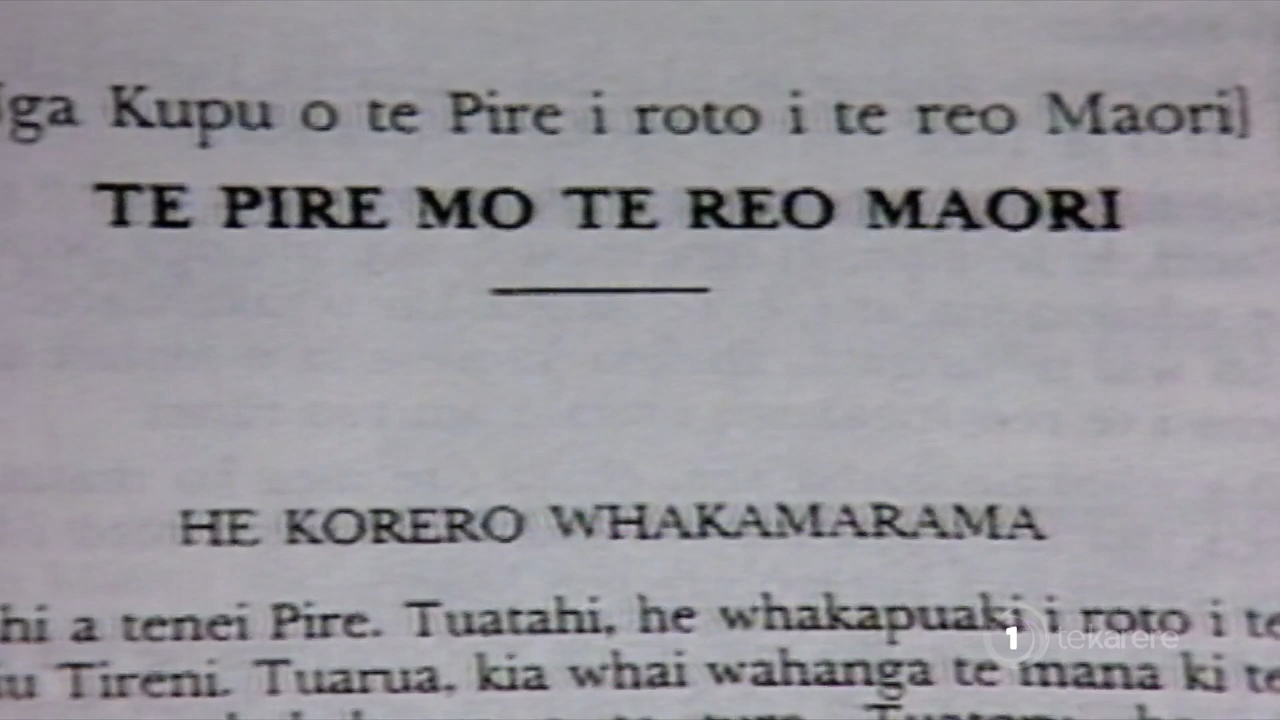 ga Kupu o te Pire i roto i te reo Maori]
TE PIRE MO TE REO MAORI
HE KORERO WHAKAMARAMA
hi a tenei Pire. Tuatahi, he whakapuaki i roto i te
u Tireni. Tuarua, kia whai wahanga te mana ki te
1 tekarere